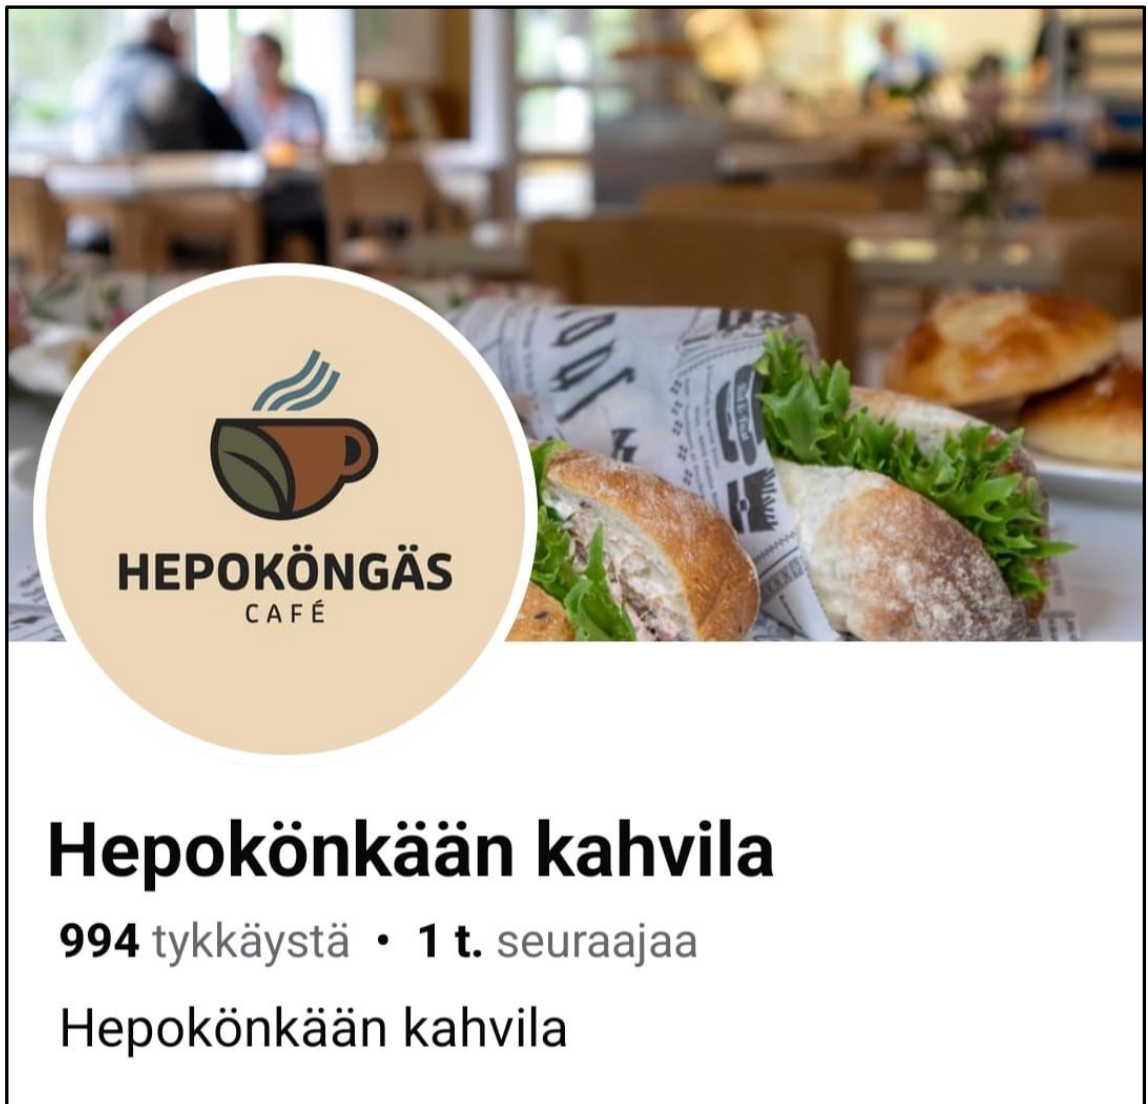 HEPOKÖNGÄS
CAFÉ
Hepokönkään kahvila
994 tykkäystä • 1 t. seuraajaa
Hepokönkään kahvila